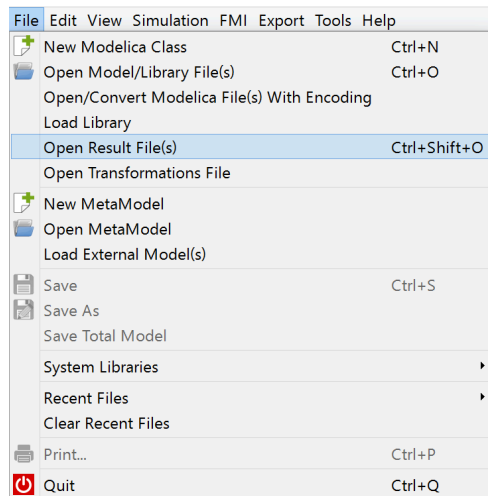 File Edit View Simulation FMI Export Tools Help
New Modelica Class Ctrl+N
Open Model/Library File(s) Ctrl+O
Open/Convert Modelica File(s) With Encoding
Load Library
Open Result File(s) Ctrl+Shift+O
Open Transformations File
New MetaModel
Open MetaModel
Load External Model(s)
Save Ctrl+S
Save As
Save Total Model
System Libraries
Recent Files
Clear Recent Files
Print... Ctrl+P
Quit Ctrl+Q